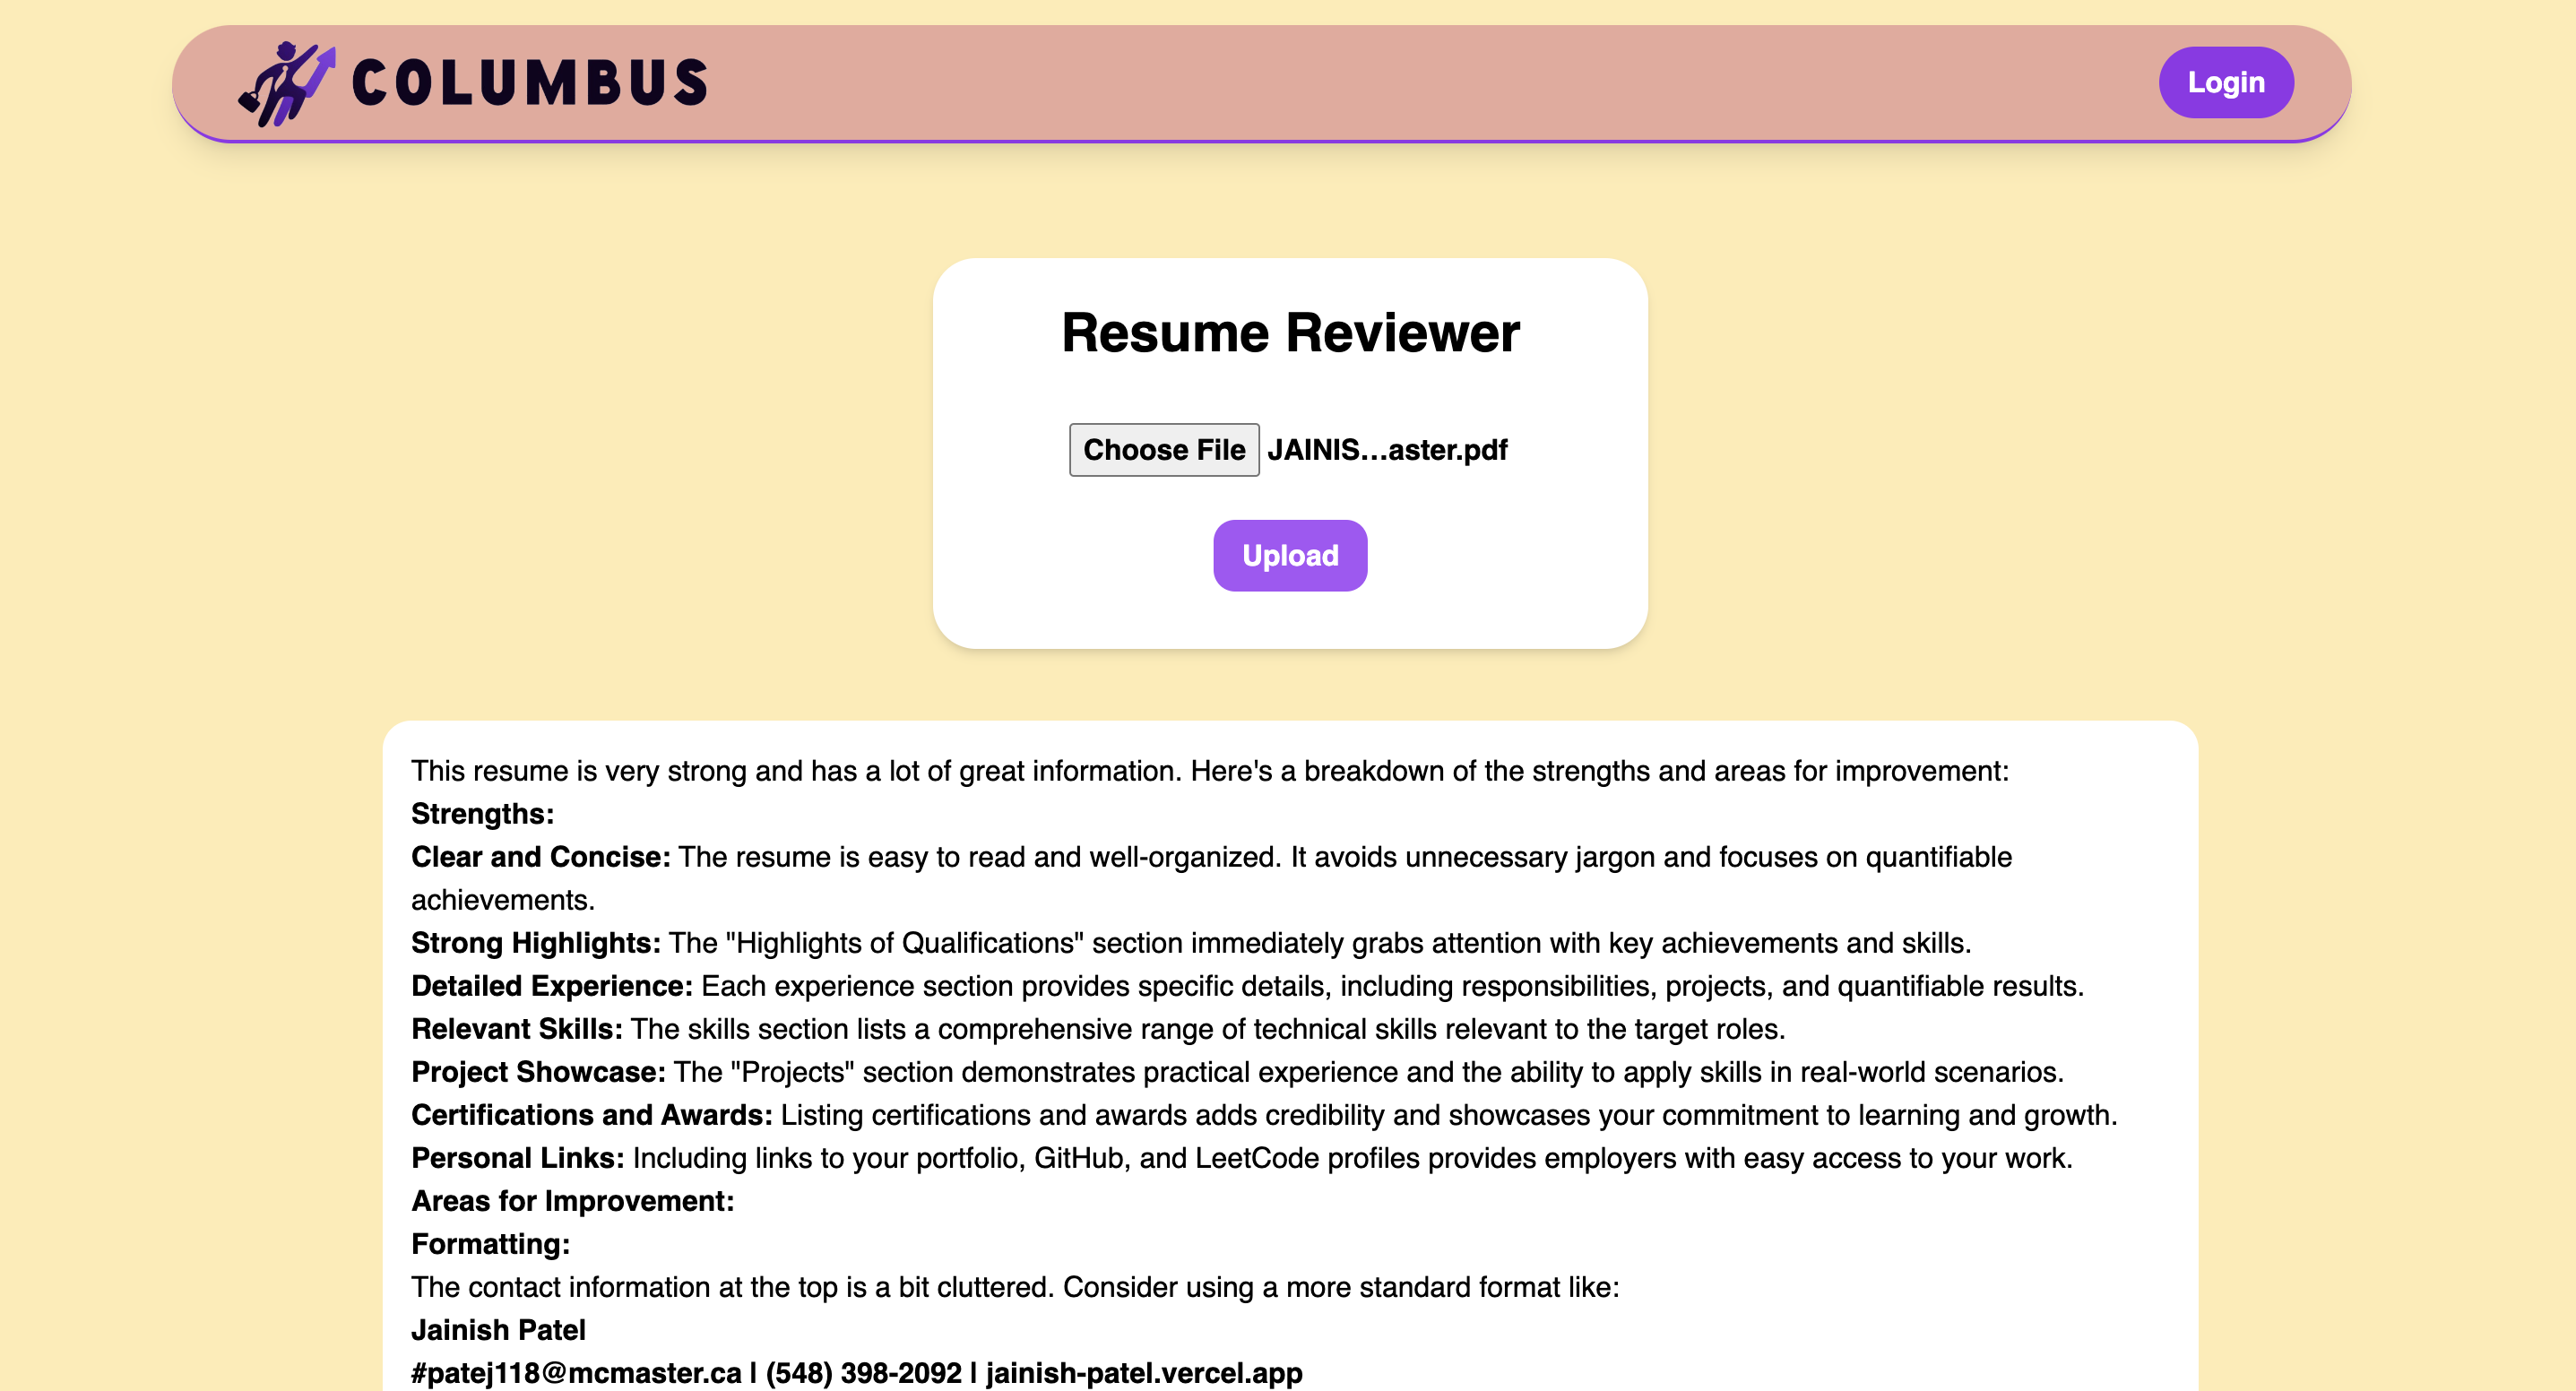 COLUMBUS
Login
Resume Reviewer
Choose File JAINIS...aster.pdf
Upload
This resume is very strong and has a lot of great information. Here's a breakdown of the strengths and areas for improvement:
Strengths:
Clear and Concise: The resume is easy to read and well-organized. It avoids unnecessary jargon and focuses on quantifiable
achievements.
Strong Highlights: The "Highlights of Qualifications" section immediately grabs attention with key achievements and skills.
Detailed Experience: Each experience section provides specific details, including responsibilities, projects, and quantifiable results.
Relevant Skills: The skills section lists a comprehensive range of technical skills relevant to the target roles.
Project Showcase: The "Projects" section demonstrates practical experience and the ability to apply skills in real-world scenarios.
Certifications and Awards: Listing certifications and awards adds credibility and showcases your commitment to learning and growth.
Personal Links: Including links to your portfolio, GitHub, and LeetCode profiles provides employers with easy access to your work.
Areas for Improvement:
Formatting:
The contact information at the top is a bit cluttered. Consider using a more standard format like:
Jainish Patel
#patej118@mcmaster.ca | (548) 398-2092 | jainish-patel.vercel.app